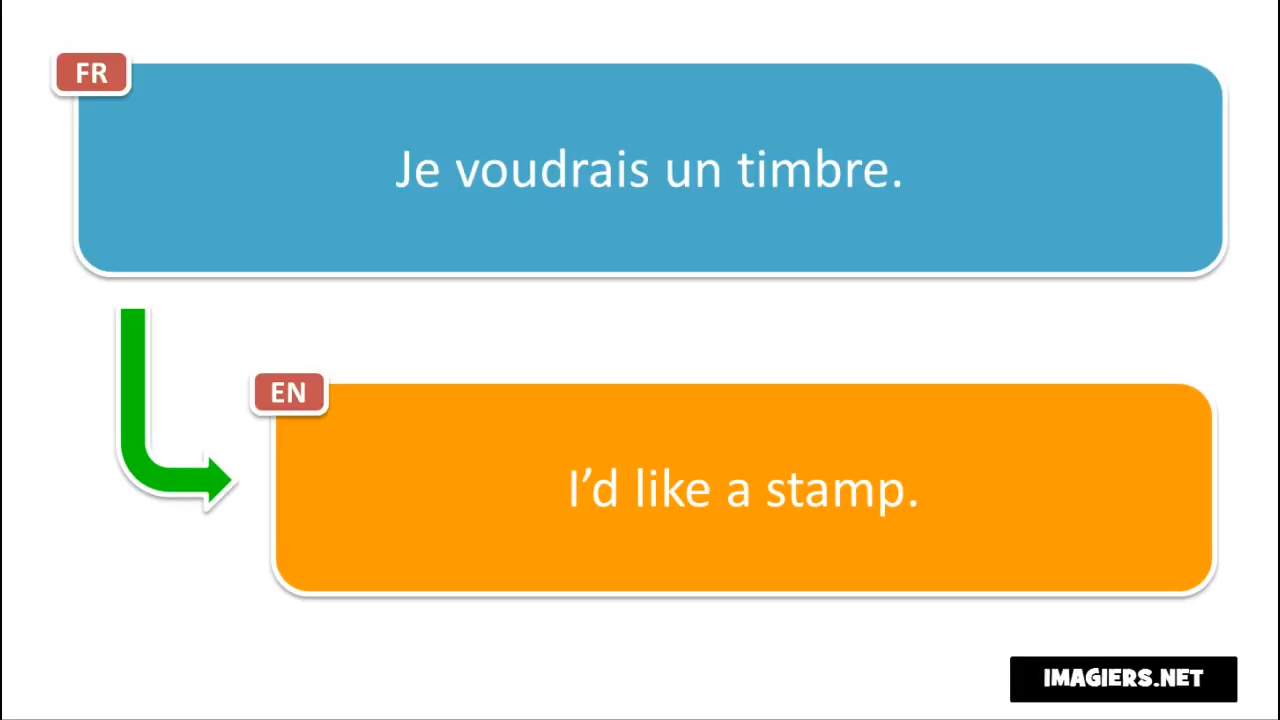 FR
Je voudrais un timbre.
EN
I’d like a stamp.
IMAGIERS.NET